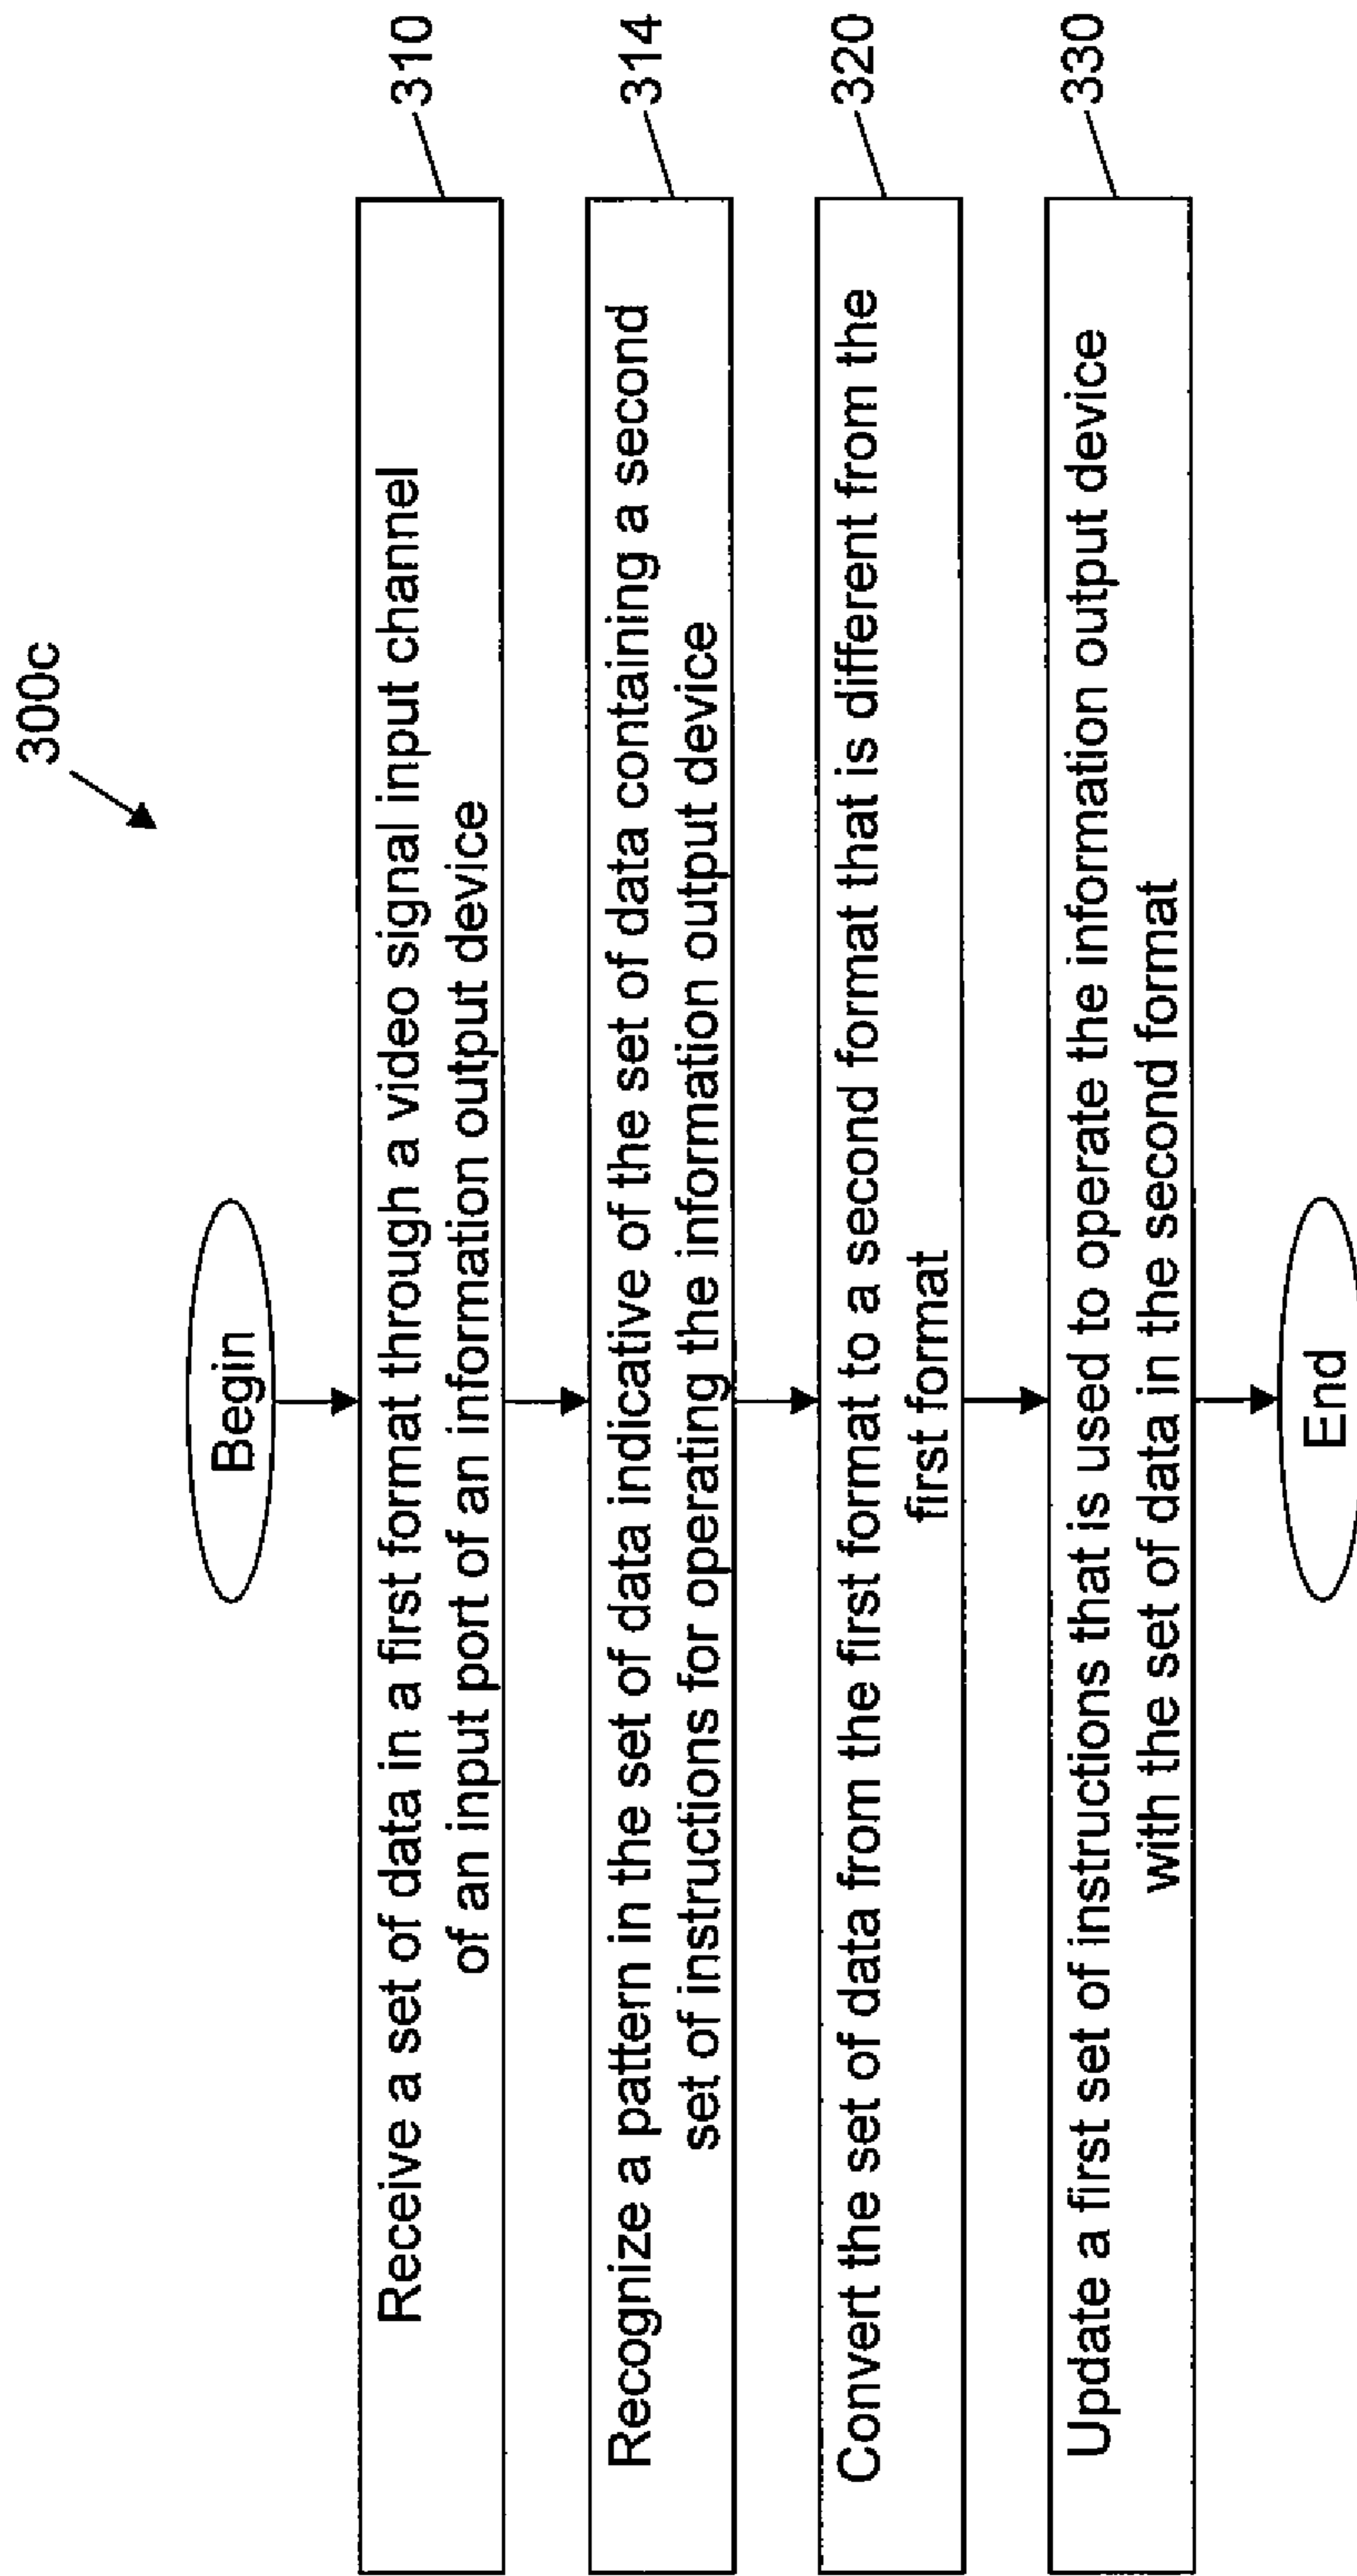 300c
Begin
Receive a set of data in a first format through a video signal input channel
of an input port of an information output device
310
Recognize a pattern in the set of data indicative of the set of data containing a second
set of instructions for operating the information output device
314
Convert the set of data from the first format to a second format that is different from the
first format
320
Update a first set of instructions that is used to operate the information output device
with the set of data in the second format
330
End